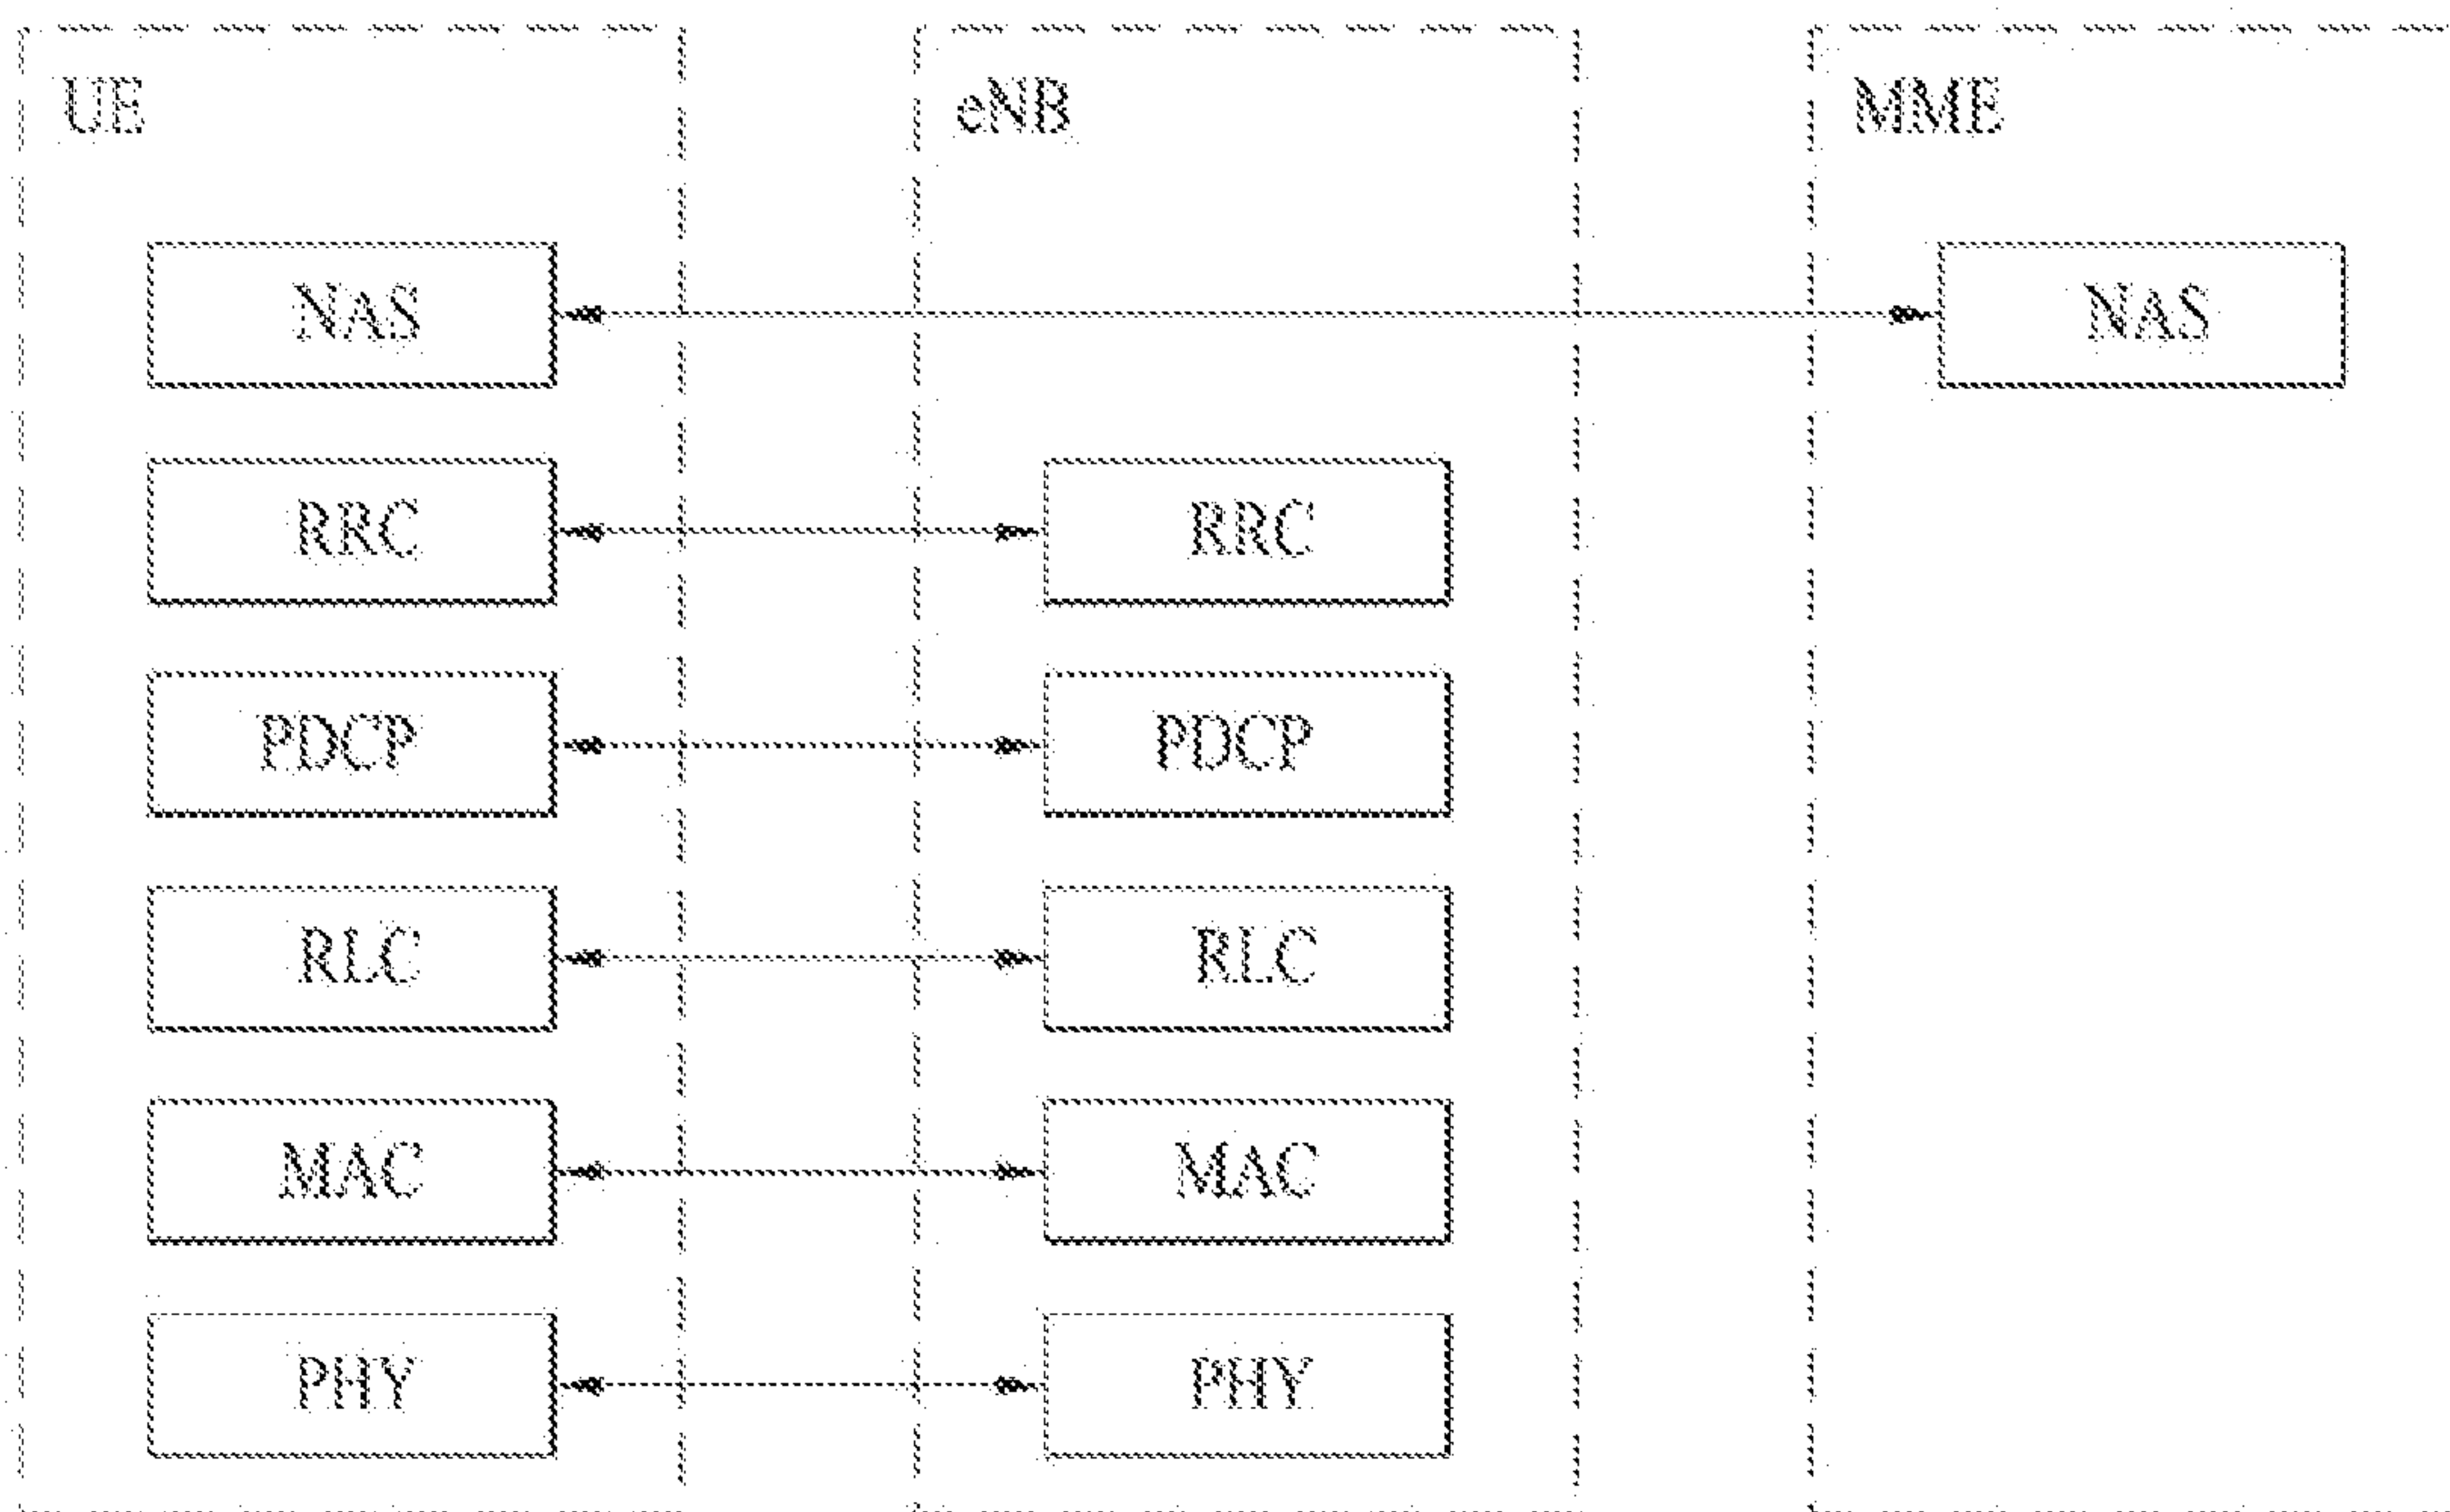 UE eNB MME
NAS NAS
RRC RRC
PDCP PDCP
RLC RLC
MAC MAC
PHY PHY